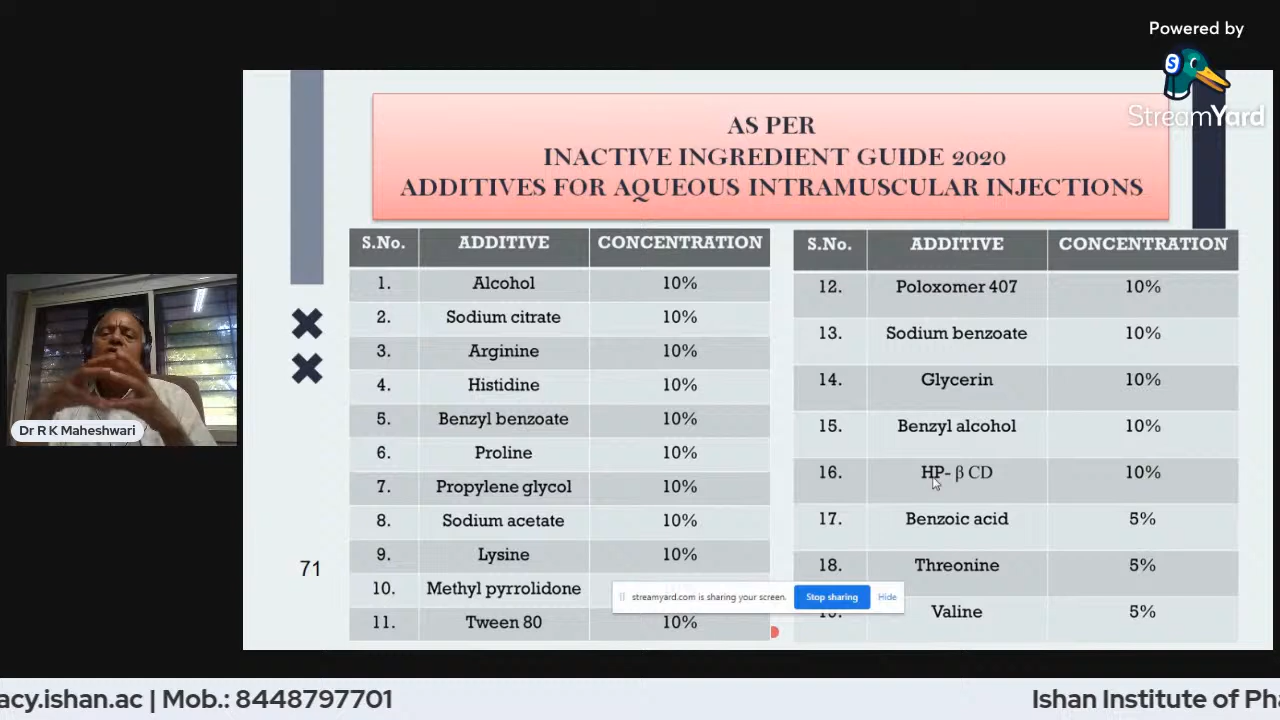 Powered by
StreamYard
AS PER
INACTIVE INGREDIENT GUIDE 2020
ADDITIVES FOR AQUEOUS INTRAMUSCULAR INJECTIONS
S.No. ADDITIVE CONCENTRATION
1. Alcohol 10%
2. Sodium citrate 10%
3. Arginine 10%
4. Histidine 10%
5. Benzyl benzoate 10%
6. Proline 10%
7. Propylene glycol 10%
8. Sodium acetate 10%
9. Lysine 10%
10. Methyl pyrrolidone
11. Tween 80 10%
S.No. ADDITIVE CONCENTRATION
12. Poloxomer 407 10%
13. Sodium benzoate 10%
14. Glycerin 10%
15. Benzyl alcohol 10%
16. HP- β CD 10%
17. Benzoic acid 5%
18. Threonine 5%
Valine 5%
streamyard.com is sharing your screen. Stop sharing Hide
Dr R K Maheshwari
71
acy.ishan.ac | Mob.: 8448797701
Ishan Institute of Pha